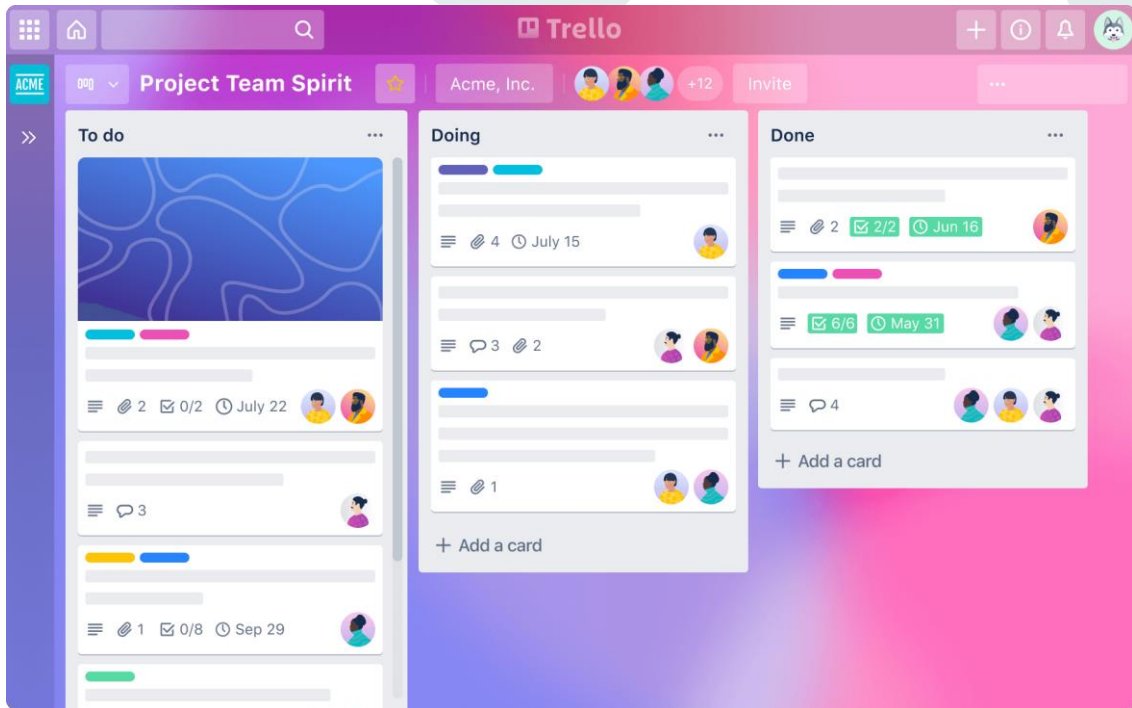 Trello
ACME
Project Team Spirit
Acme, Inc.
+12
Invite
To do
2 0/2 July 22
3
1 0/8 Sep 29
Doing
4 July 15
3 2
1
+ Add a card
Done
2 2/2 Jun 16
6/6 May 31
4
+ Add a card